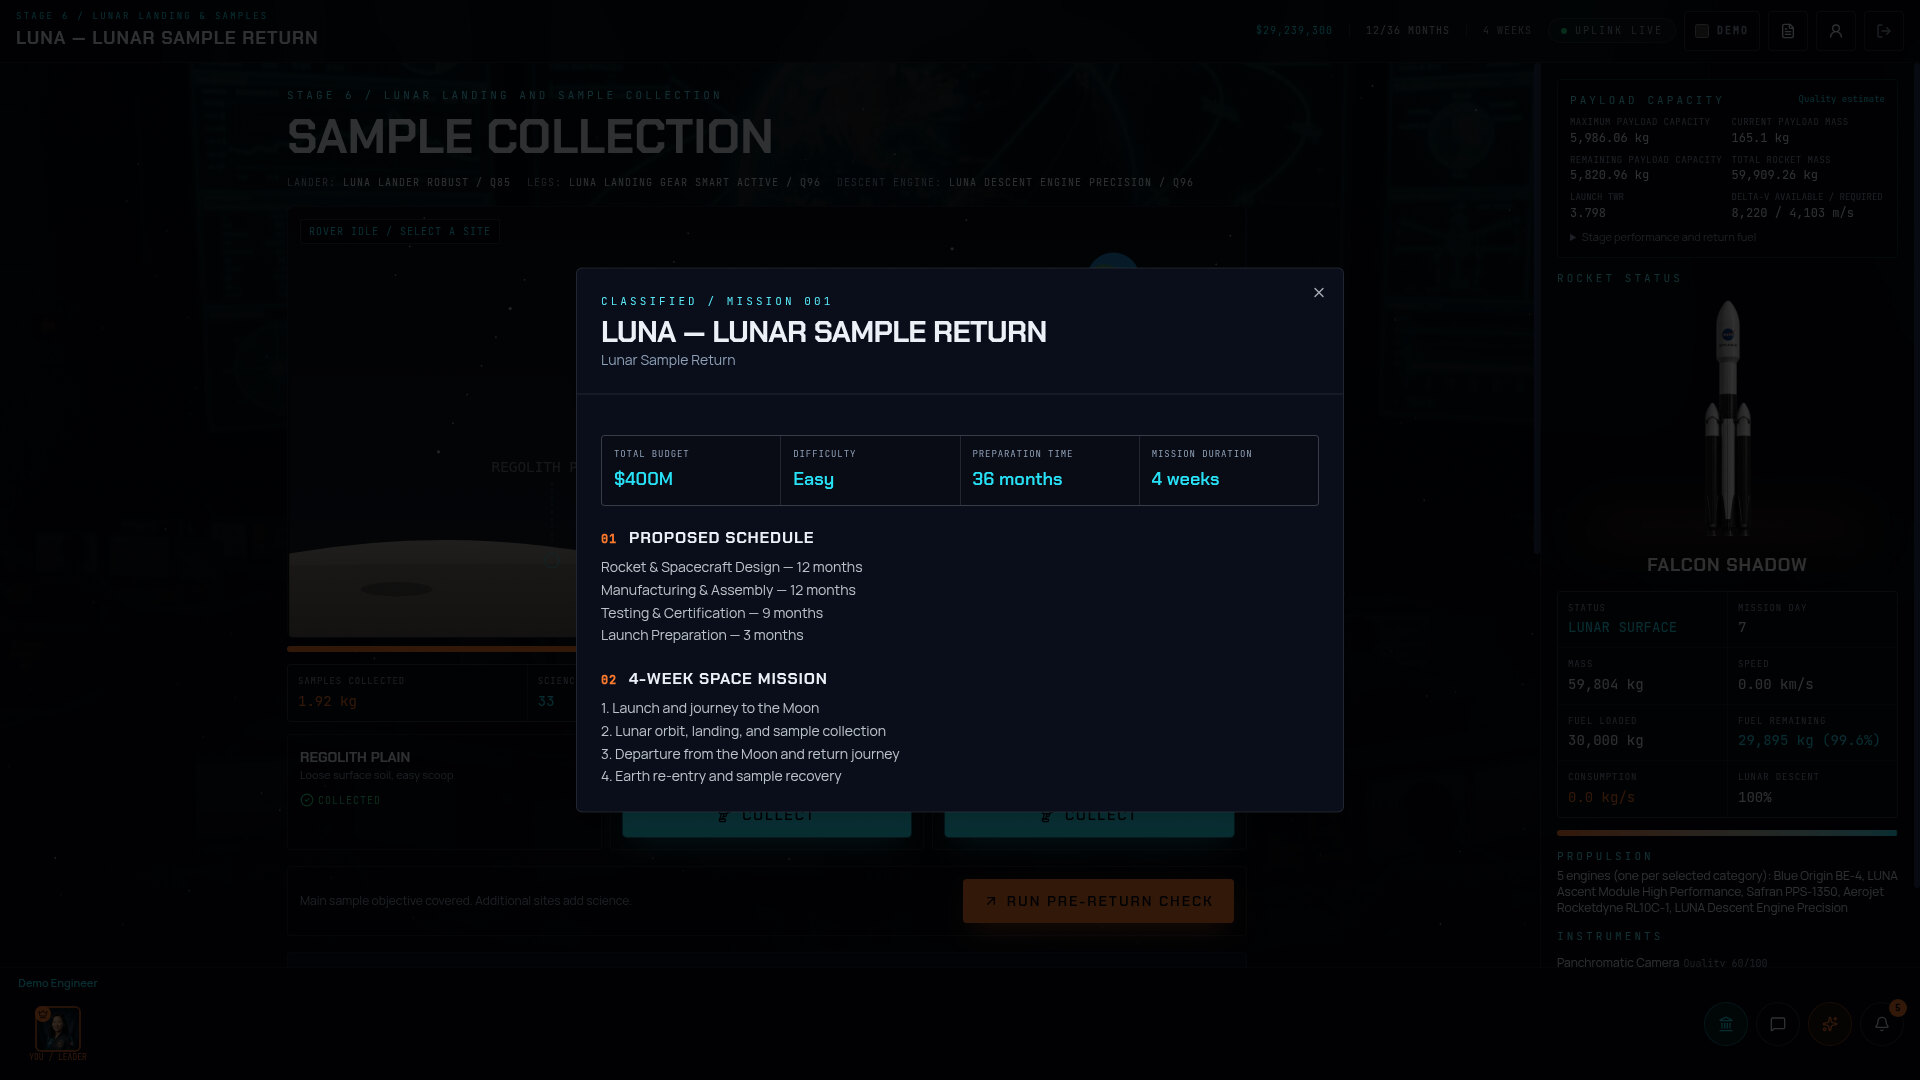 STAGE 6 / LUNAR LANDING & SAMPLES
LUNA — LUNAR SAMPLE RETURN
$29,239,300
12/36 MONTHS
4 WEEKS
UPLINK LIVE
DEMO
STAGE 6 / LUNAR LANDING AND SAMPLE COLLECTION
SAMPLE COLLECTION
LANDER: LUNA LANDER ROBUST / Q85 LEGS: LUNA LANDING GEAR SMART ACTIVE / Q96 DESCENT ENGINE: LUNA DESCENT ENGINE PRECISION / Q96
ROVER IDLE / SELECT A SITE
REGOLITH P
SAMPLES COLLECTED
1.92 kg
SCIENC
33
REGOLITH PLAIN
Loose surface soil, easy scoop
COLLECTED
COLLECT
COLLECT
Main sample objective covered. Additional sites add science.
RUN PRE-RETURN CHECK
CLASSIFIED / MISSION 001
LUNA — LUNAR SAMPLE RETURN
Lunar Sample Return
TOTAL BUDGET
$400M
DIFFICULTY
Easy
PREPARATION TIME
36 months
MISSION DURATION
4 weeks
01 PROPOSED SCHEDULE
Rocket & Spacecraft Design — 12 months
Manufacturing & Assembly — 12 months
Testing & Certification — 9 months
Launch Preparation — 3 months
02 4-WEEK SPACE MISSION
1. Launch and journey to the Moon
2. Lunar orbit, landing, and sample collection
3. Departure from the Moon and return journey
4. Earth re-entry and sample recovery
PAYLOAD CAPACITY
Quality estimate
MAXIMUM PAYLOAD CAPACITY
5,986.06 kg
CURRENT PAYLOAD MASS
165.1 kg
REMAINING PAYLOAD CAPACITY
5,820.96 kg
TOTAL ROCKET MASS
59,909.26 kg
LAUNCH TWR
3.798
DELTA-V AVAILABLE / REQUIRED
8,220 / 4,103 m/s
Stage performance and return fuel
ROCKET STATUS
FALCON SHADOW
STATUS
LUNAR SURFACE
MISSION DAY
7
MASS
59,804 kg
SPEED
0.00 km/s
FUEL LOADED
30,000 kg
FUEL REMAINING
29,895 kg (99.6%)
CONSUMPTION
0.0 kg/s
LUNAR DESCENT
100%
PROPULSION
5 engines (one per selected category): Blue Origin BE-4, LUNA
Ascent Module High Performance, Safran PPS-1350, Aerojet
Rocketdyne RL10C-1, LUNA Descent Engine Precision
INSTRUMENTS
Panchromatic Camera Quality 60/100
Demo Engineer
YOU / LEADER
5